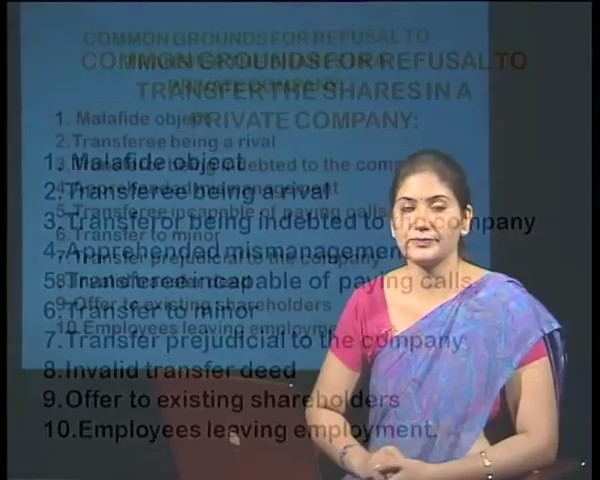 COMMON GROUNDS FOR REFUSAL TO
TRANSFER THE SHARES IN A
PRIVATE COMPANY:
1. Malafide object
2.Transferee being a rival
3.Transferor being indebted to the company
4.Apprehended mismanagement
5.Transferee incapable of paying calls.
6.Transfer to minor
7.Transfer prejudicial to the company
8.Invalid transfer deed
9.Offer to existing shareholders
10.Employees leaving employment.